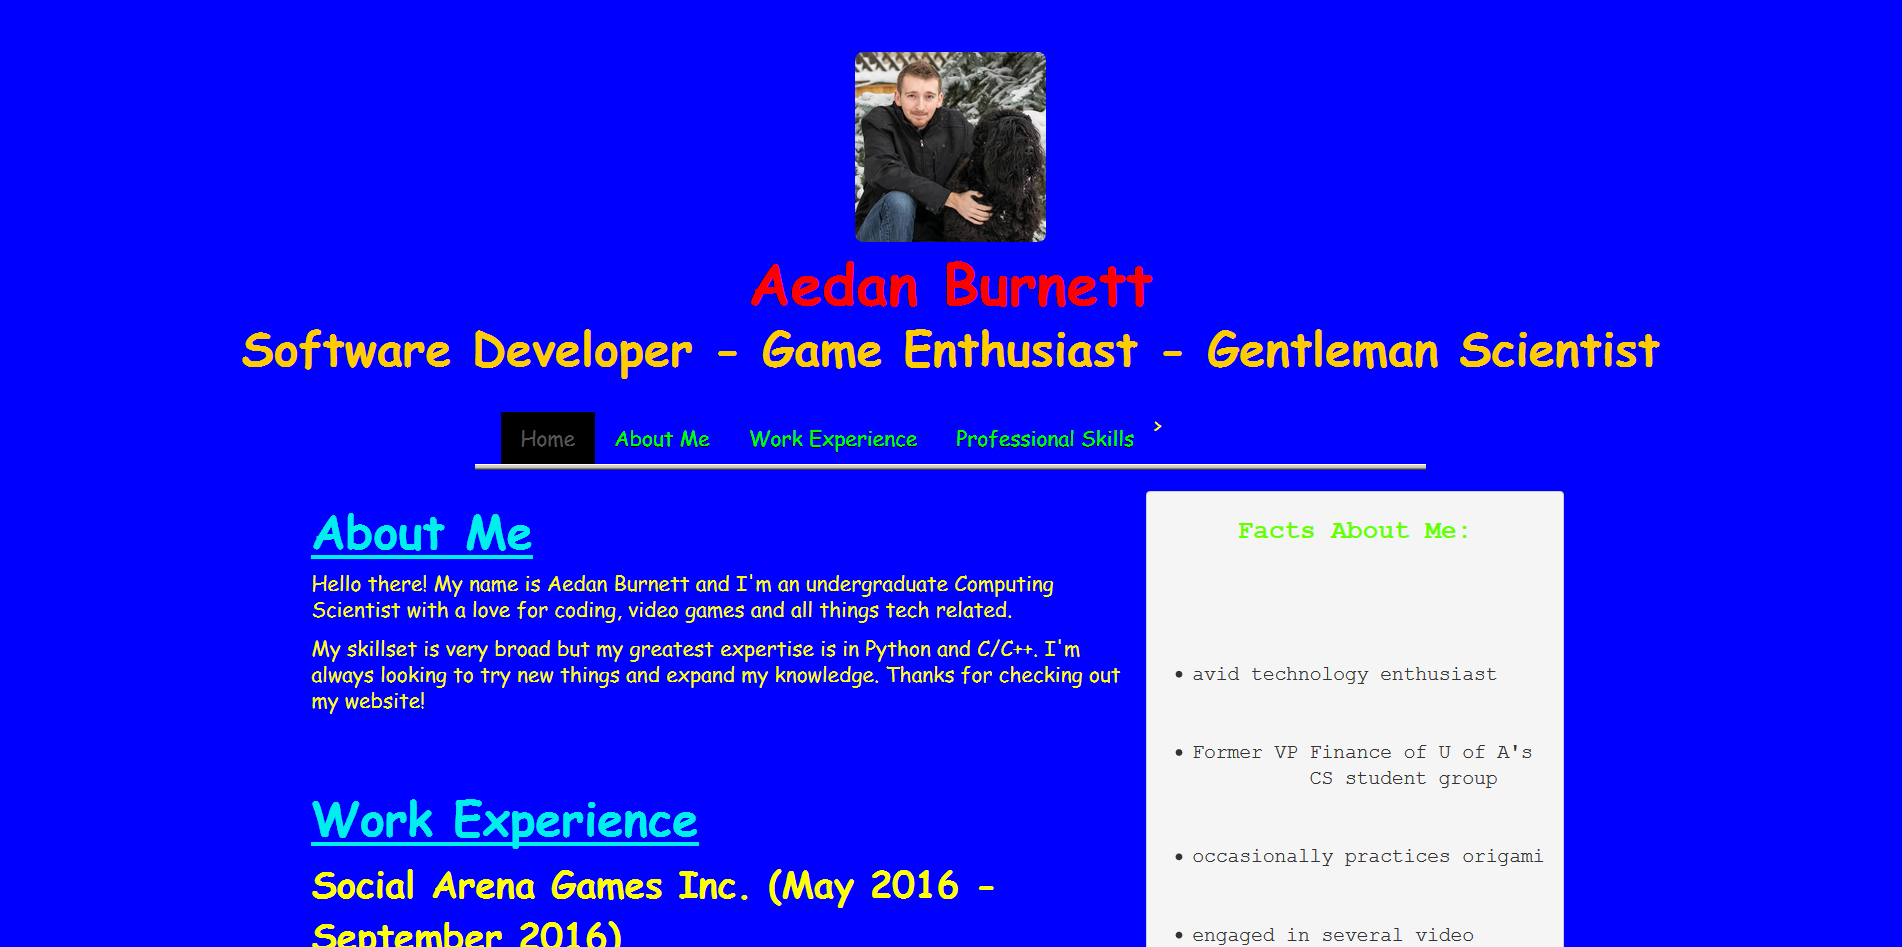 Aedan Burnett
Software Developer - Game Enthusiast - Gentleman Scientist
Home About Me Work Experience Professional Skills >
About Me
Hello there! My name is Aedan Burnett and I'm an undergraduate Computing
Scientist with a love for coding, video games and all things tech related.
My skillset is very broad but my greatest expertise is in Python and C/C++. I'm
always looking to try new things and expand my knowledge. Thanks for checking out
my website!
Work Experience
Social Arena Games Inc. (May 2016 -
September 2016)
Facts About Me:
• avid technology enthusiast
• Former VP Finance of U of A's
CS student group
• occasionally practices origami
• engaged in several video